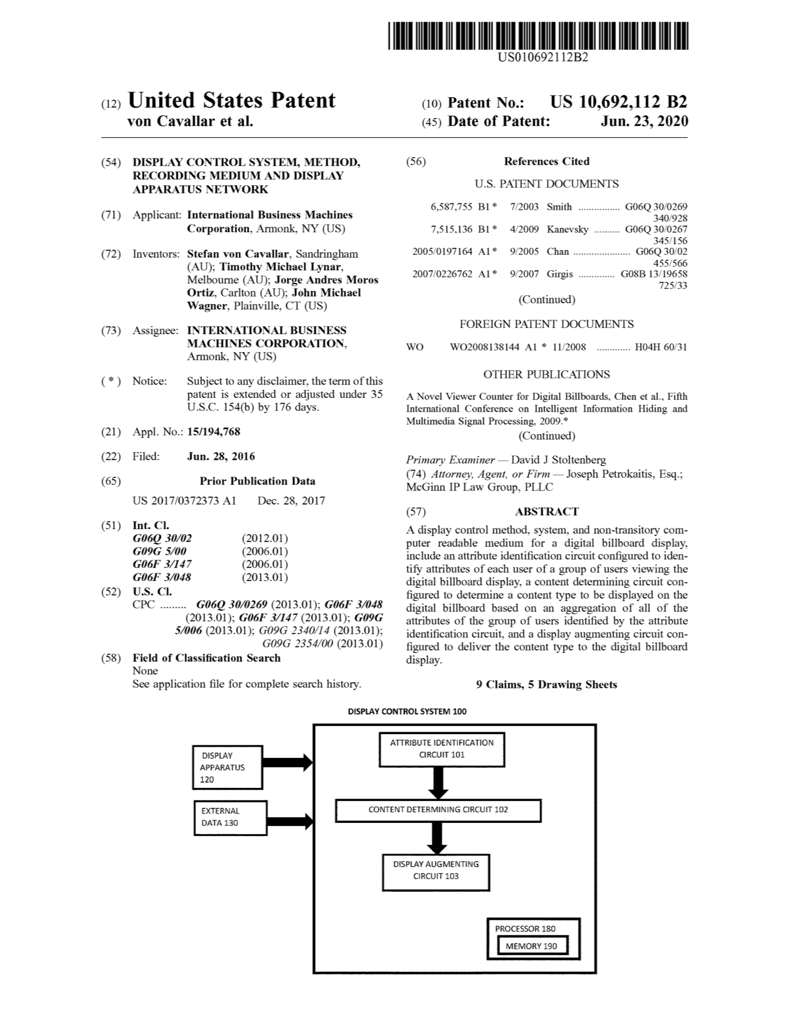 US010692112B2
(12) United States Patent
von Cavallar et al.
(10) Patent No.: US 10,692,112 B2
(45) Date of Patent: Jun. 23, 2020
(54) DISPLAY CONTROL SYSTEM, METHOD,
RECORDING MEDIUM AND DISPLAY
APPARATUS NETWORK
(71) Applicant: International Business Machines
Corporation, Armonk, NY (US)
(72) Inventors: Stefan von Cavallar, Sandringham
(AU); Timothy Michael Lynar,
Melbourne (AU); Jorge Andres Moros
Ortiz, Carlton (AU); John Michael
Wagner, Plainville, CT (US)
(73) Assignee: INTERNATIONAL BUSINESS
MACHINES CORPORATION,
Armonk, NY (US)
( * ) Notice: Subject to any disclaimer, the term of this
patent is extended or adjusted under 35
U.S.C. 154(b) by 176 days.
(21) Appl. No.: 15/194,768
(22) Filed: Jun. 28, 2016
(65) Prior Publication Data
US 2017/0372373 A1 Dec. 28, 2017
(51) Int. Cl.
G06Q 30/02 (2012.01)
G09G 5/00 (2006.01)
G06F 3/147 (2006.01)
G06F 3/048 (2013.01)
(52) U.S. Cl.
CPC ......... G06Q 30/0269 (2013.01); G06F 3/048
(2013.01); G06F 3/147 (2013.01); G09G
5/006 (2013.01); G09G 2340/14 (2013.01);
G09G 2354/00 (2013.01)
(58) Field of Classification Search
None
See application file for complete search history.
(56) References Cited
U.S. PATENT DOCUMENTS
6,587,755 B1 * 7/2003 Smith ................ G06Q 30/0269
340/928
7,515,136 B1 * 4/2009 Kanevsky .......... G06Q 30/0267
345/156
2005/0197164 A1 * 9/2005 Chan ...................... G06Q 30/02
455/566
2007/0226762 A1 * 9/2007 Girgis .............. G08B 13/19658
725/33
(Continued)
FOREIGN PATENT DOCUMENTS
WO WO2008138144 A1 * 11/2008 ............. H04H 60/31
OTHER PUBLICATIONS
A Novel Viewer Counter for Digital Billboards, Chen et al., Fifth
International Conference on Intelligent Information Hiding and
Multimedia Signal Processing, 2009.*
(Continued)
Primary Examiner — David J Stoltenberg
(74) Attorney, Agent, or Firm — Joseph Petrokaitis, Esq.;
McGinn IP Law Group, PLLC
(57) ABSTRACT
A display control method, system, and non-transitory com-
puter readable medium for a digital billboard display,
include an attribute identification circuit configured to iden-
tify attributes of each user of a group of users viewing the
digital billboard display, a content determining circuit con-
figured to determine a content type to be displayed on the
digital billboard based on an aggregation of all of the
attributes of the group of users identified by the attribute
identification circuit, and a display augmenting circuit con-
figured to deliver the content type to the digital billboard
display.
9 Claims, 5 Drawing Sheets
DISPLAY CONTROL SYSTEM 100
DISPLAY
APPARATUS
120
EXTERNAL
DATA 130
ATTRIBUTE IDENTIFICATION
CIRCUIT 101
CONTENT DETERMINING CIRCUIT 102
DISPLAY AUGMENTING
CIRCUIT 103
PROCESSOR 180
MEMORY 190